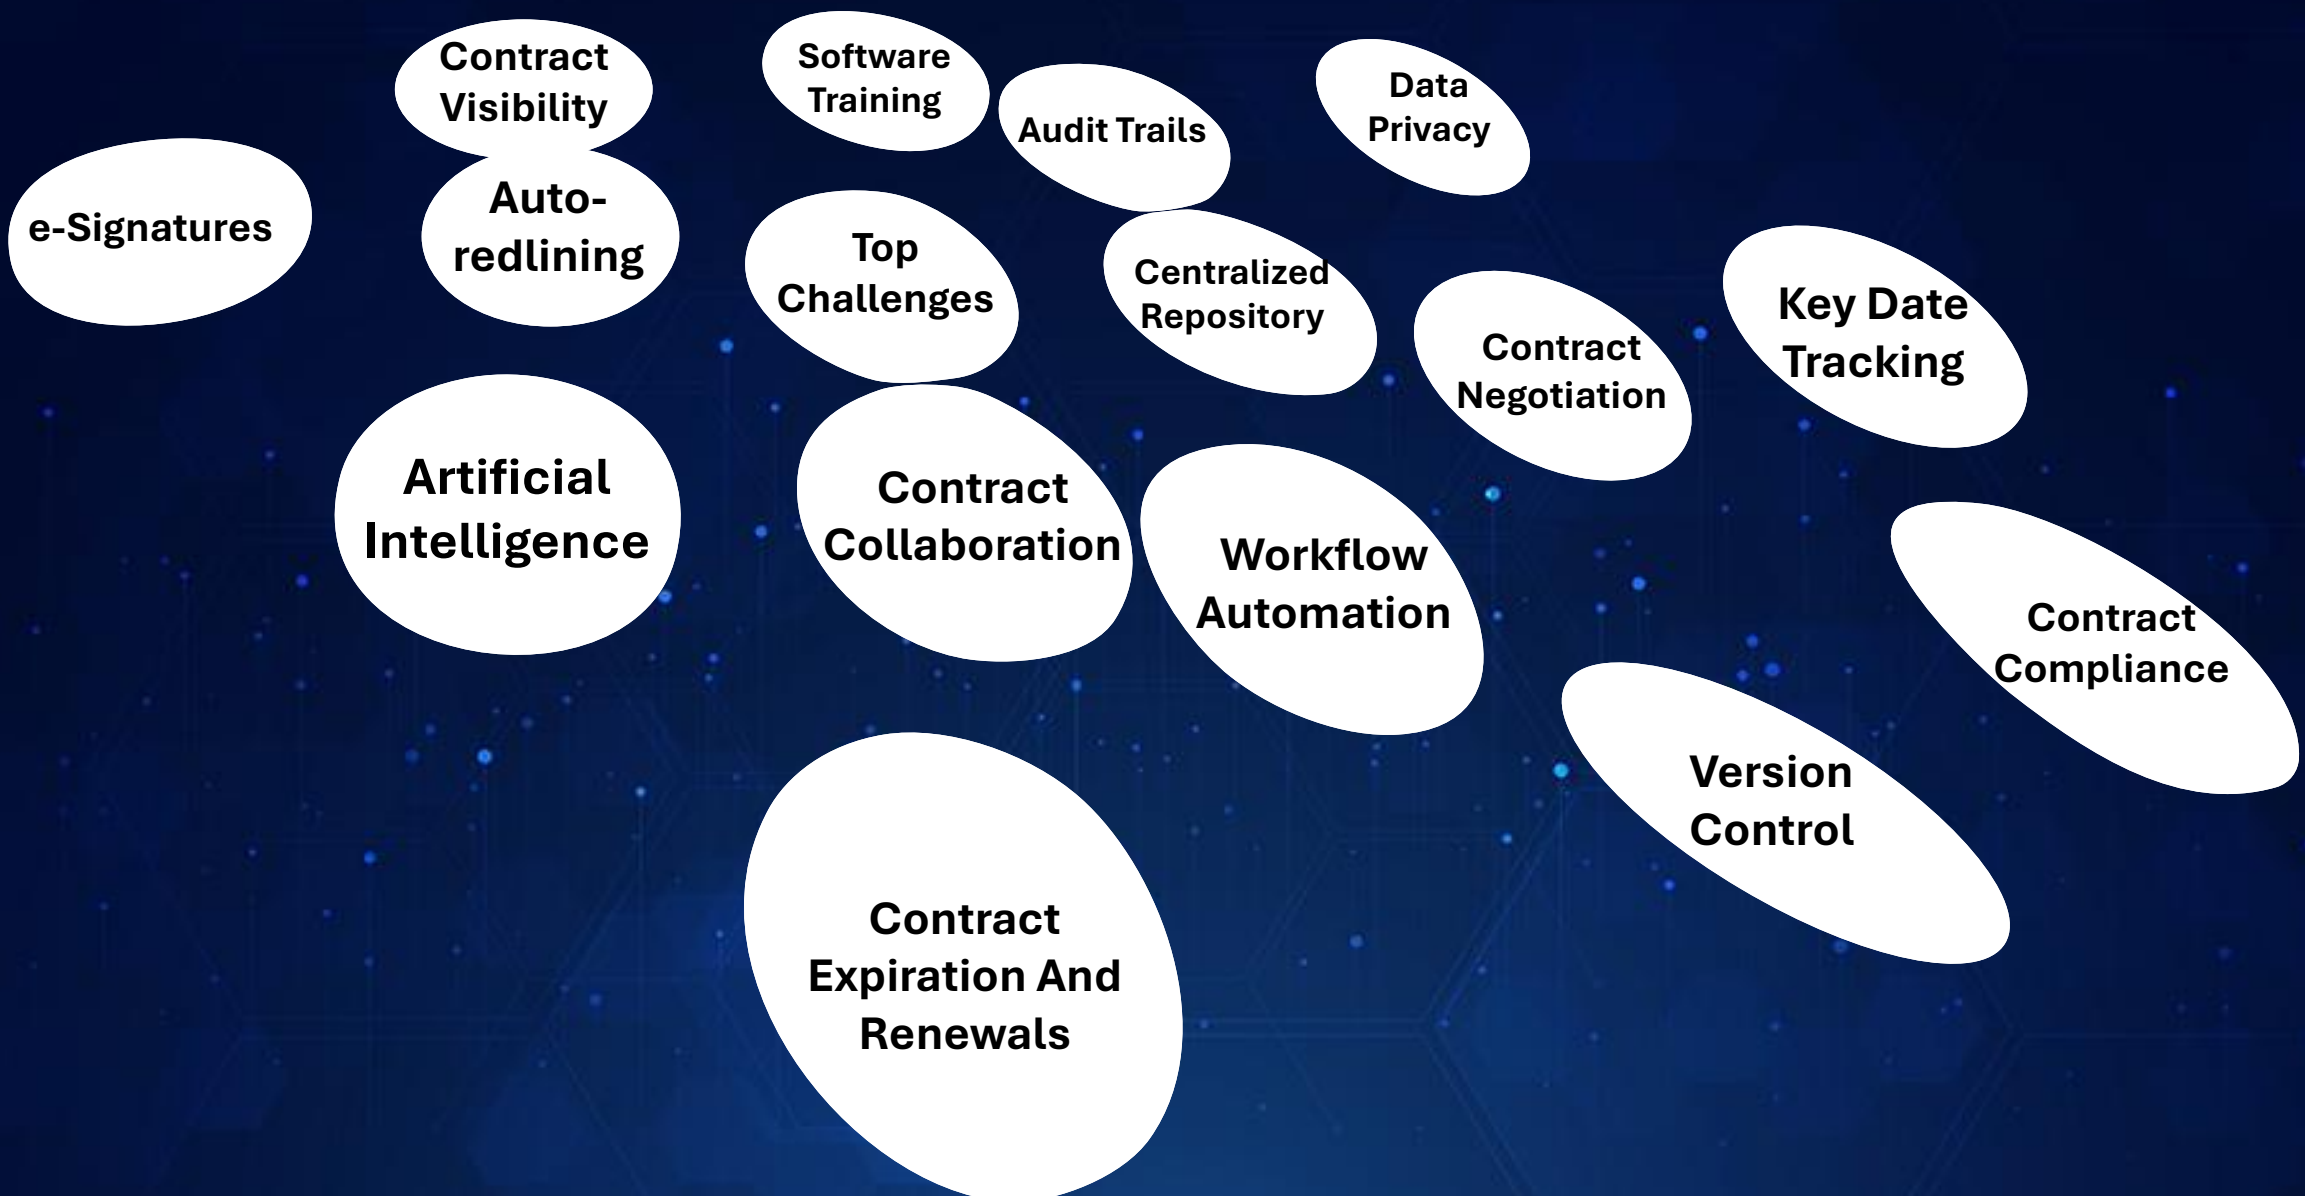 Contract
Visibility
Software
Training
Audit Trails
Data
Privacy
e-Signatures
Auto-
redlining
Top
Challenges
Centralized
Repository
Contract
Negotiation
Key Date
Tracking
Artificial
Intelligence
Contract
Collaboration
Workflow
Automation
Contract
Compliance
Version
Control
Contract
Expiration And
Renewals